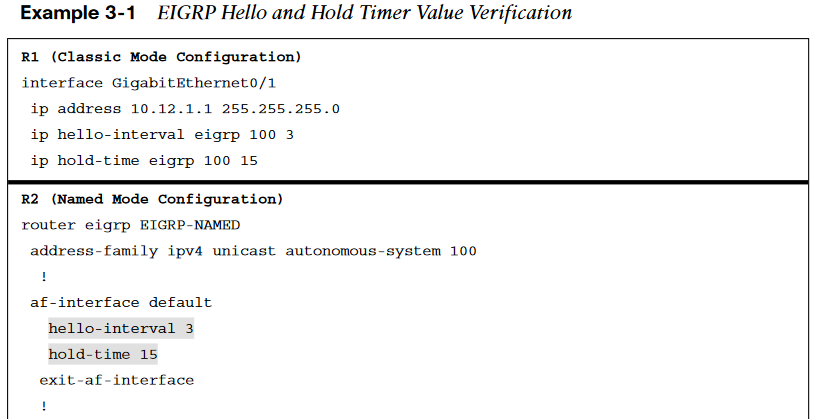 Example 3-1 EIGRP Hello and Hold Timer Value Verification
R1 (Classic Mode Configuration)
interface GigabitEthernet0/1
ip address 10.12.1.1 255.255.255.0
ip hello-interval eigrp 100 3
ip hold-time eigrp 100 15
R2 (Named Mode Configuration)
router eigrp EIGRP-NAMED
address-family ipv4 unicast autonomous-system 100
!
af-interface default
hello-interval 3
hold-time 15
exit-af-interface
!